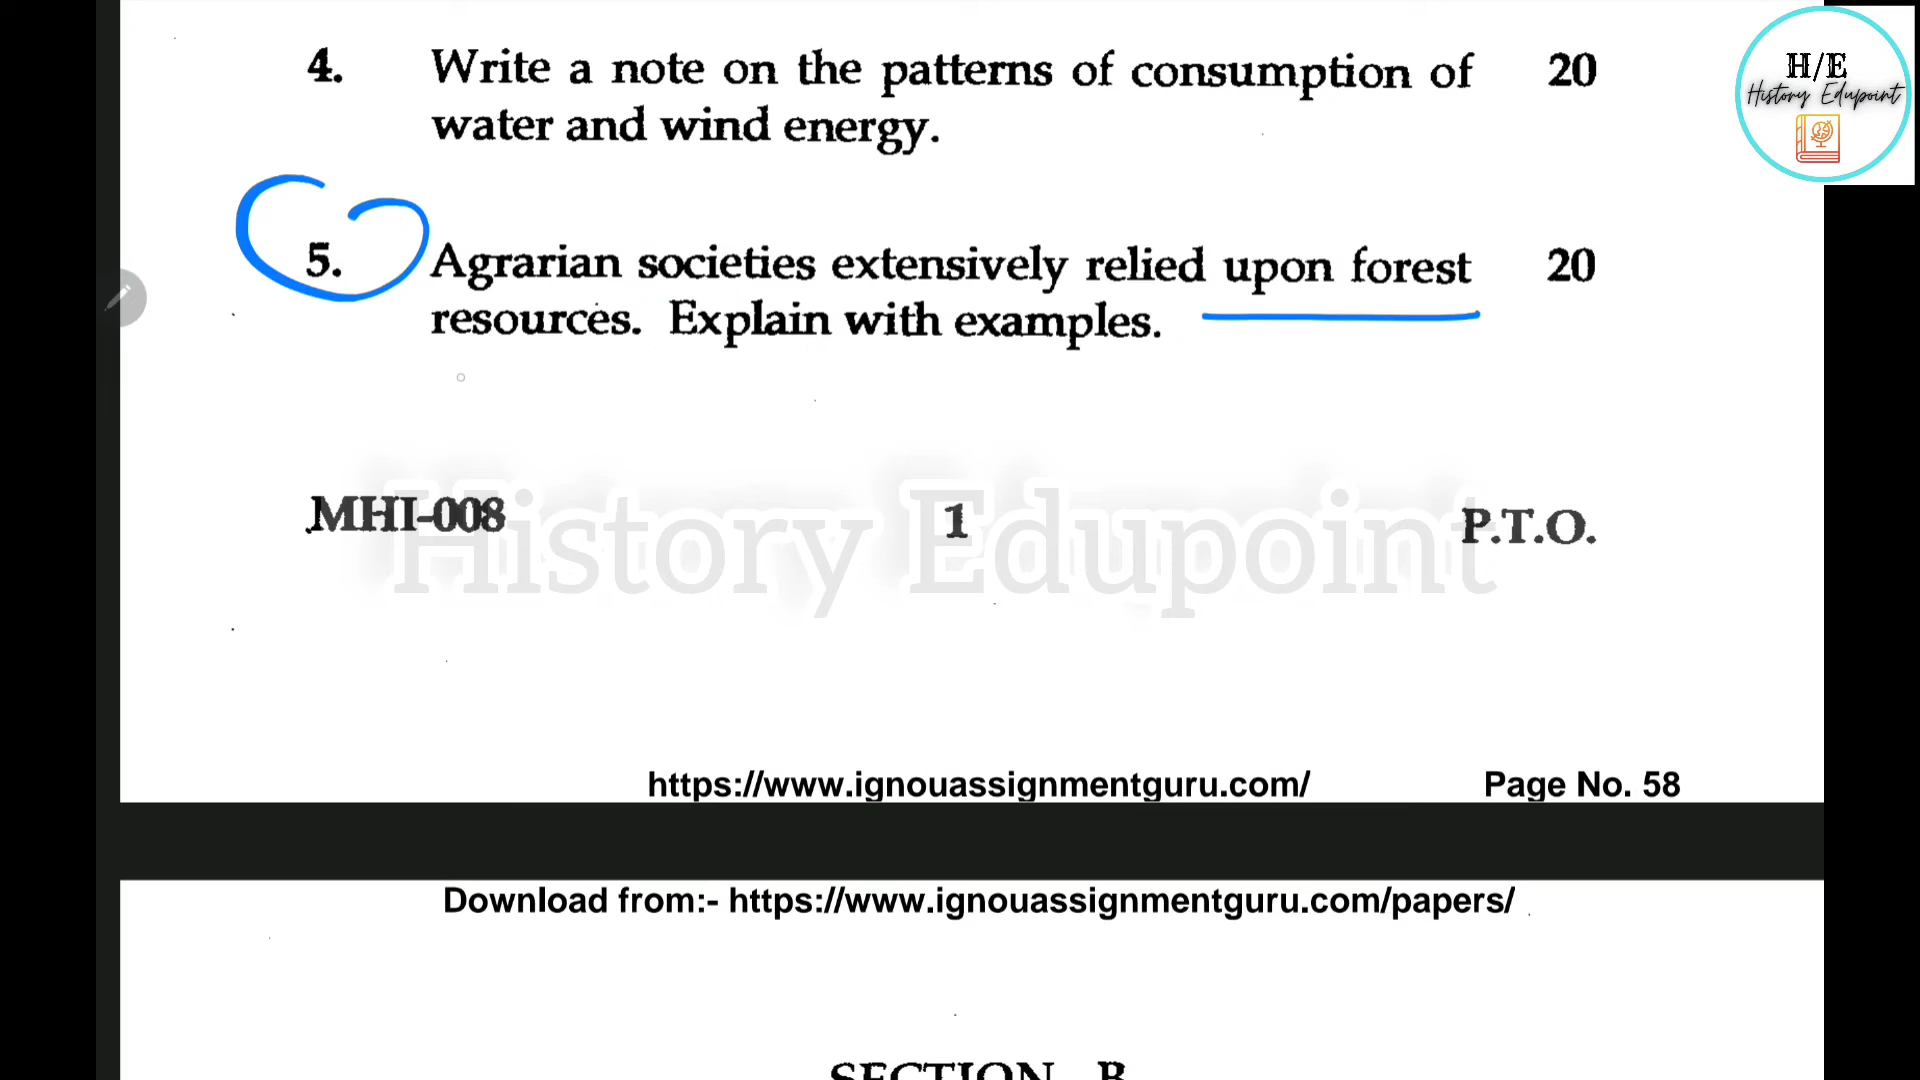 H/E
History Edupoint
4. Write a note on the patterns of consumption of 20
water and wind energy.
5. Agrarian societies extensively relied upon forest 20
resources. Explain with examples.
MHI-008 1 P.T.O.
History Edupoint
https://www.ignouassignmentguru.com/ Page No. 58
Download from:- https://www.ignouassignmentguru.com/papers/
SECTION - B